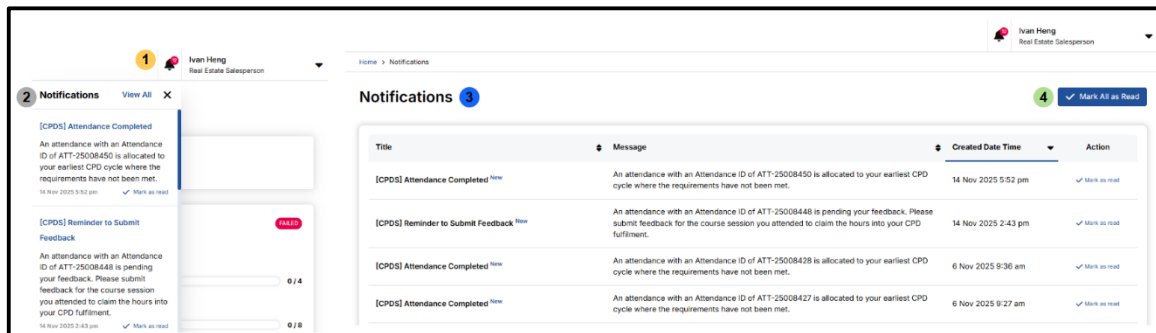 1
Ivan Heng
Real Estate Salesperson
2 Notifications View All X
[CPDS] Attendance Completed
An attendance with an Attendance
ID of ATT-25008450 is allocated to
your earliest CPD cycle where the
requirements have not been met.
14 Nov 2025 5:52 pm Mark as read
[CPDS] Reminder to Submit
Feedback
An attendance with an Attendance
ID of ATT-25008448 is pending
your feedback. Please submit
feedback for the course session
you attended to claim the hours into
your CPD fulfilment.
14 Nov 2025 2:43 pm Mark as read
FAILED
0/4
0/8
Ivan Heng
Real Estate Salesperson
Home > Notifications
Notifications 3
4 Mark All as Read
Title Message Created Date Time Action
[CPDS] Attendance Completed New
An attendance with an Attendance ID of ATT-25008450 is allocated to your earliest CPD
cycle where the requirements have not been met.
14 Nov 2025 5:52 pm
Mark as read
[CPDS] Reminder to Submit Feedback New
An attendance with an Attendance ID of ATT-25008448 is pending your feedback. Please
submit feedback for the course session you attended to claim the hours into your CPD
fulfilment.
14 Nov 2025 2:43 pm
Mark as read
[CPDS] Attendance Completed New
An attendance with an Attendance ID of ATT-25008428 is allocated to your earliest CPD
cycle where the requirements have not been met.
6 Nov 2025 9:36 am
Mark as read
[CPDS] Attendance Completed New
An attendance with an Attendance ID of ATT-25008427 is allocated to your earliest CPD
cycle where the requirements have not been met.
6 Nov 2025 9:27 am
Mark as read